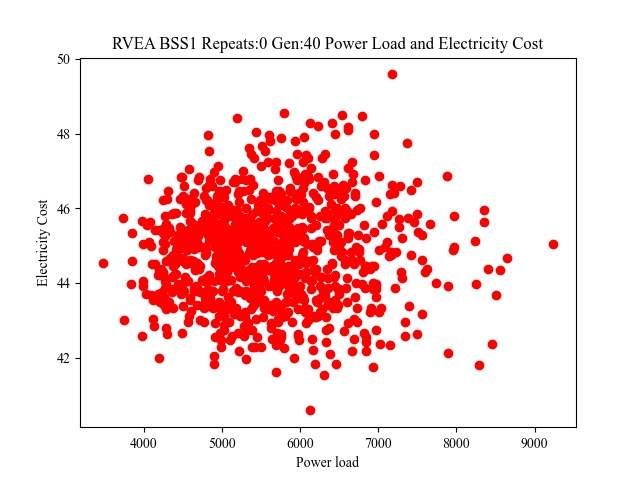 RVEA BSS1 Repeats:0 Gen:40 Power Load and Electricity Cost
50
48
46
44
42
Electricity Cost
4000 5000 6000 7000 8000 9000
Power load